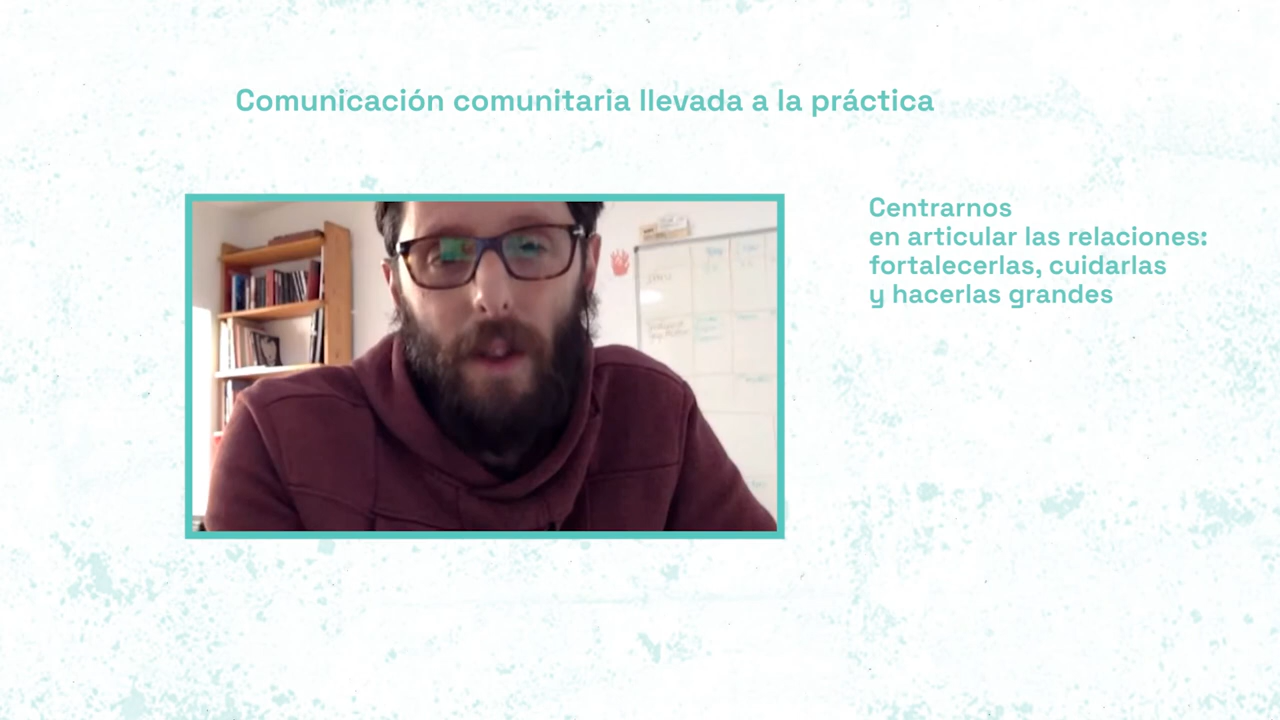 Comunicación comunitaria llevada a la práctica
Centrarnos
en articular las relaciones:
fortalecerlas, cuidarlas
y hacerlas grandes